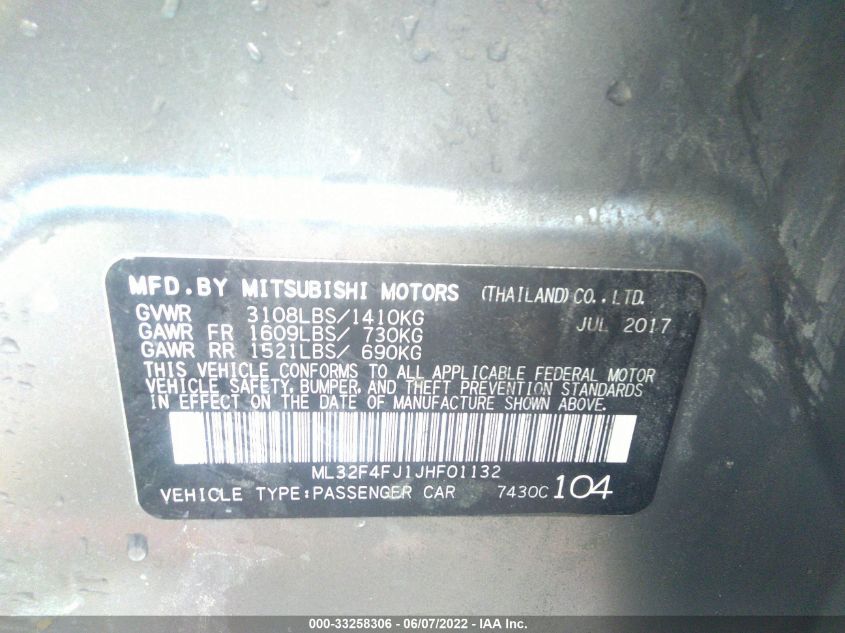 MFD.BY MITSUBISHI MOTORS (THAILAND)CO.,LTD.
GVWR 3108LBS/1410KG JUL 2017
GAWR FR 1609LBS/ 730KG
GAWR RR 1521LBS/ 690KG
THIS VEHICLE CONFORMS TO ALL APPLICABLE FEDERAL MOTOR
VEHICLE SAFETY, BUMPER, AND THEFT PREVENTION STANDARDS
IN EFFECT ON THE DATE OF MANUFACTURE SHOWN ABOVE.
ML32F4FJ1JHF01132
VEHICLE TYPE:PASSENGER CAR 7430C 104
000-33258306 - 06/07/2022 - IAA Inc.